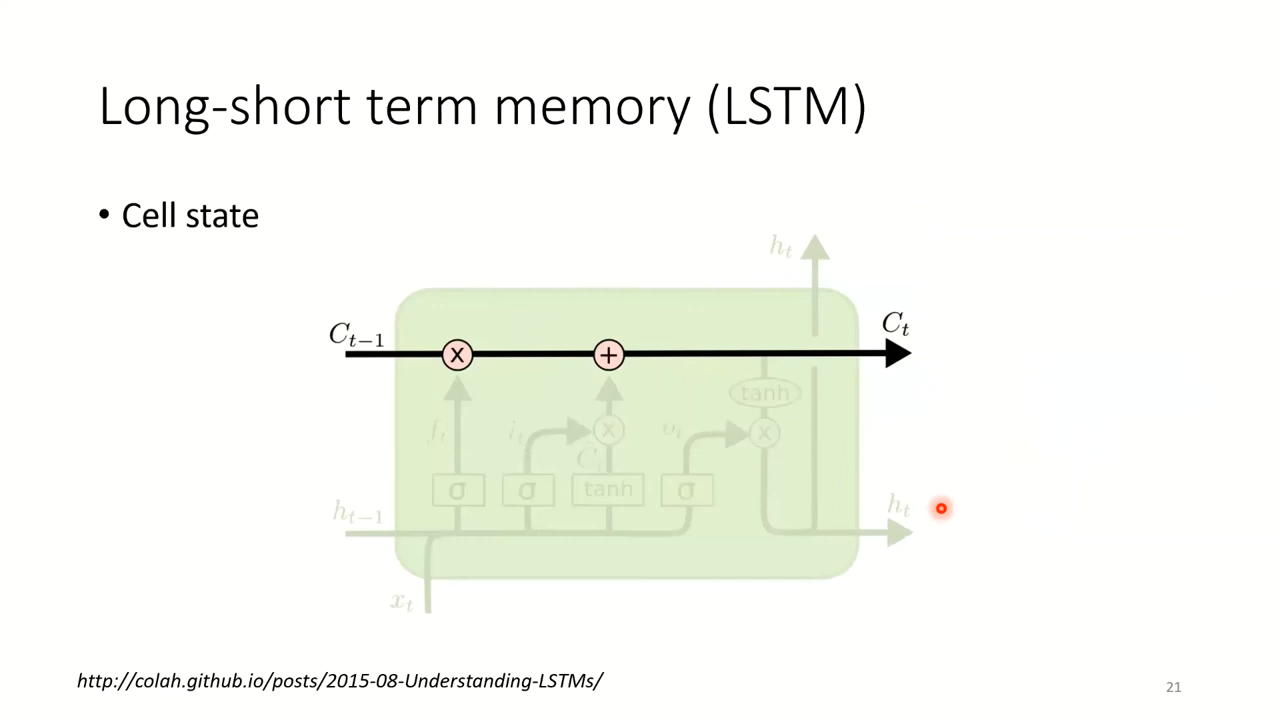 Long-short term memory (LSTM)
• Cell state
h_t
C_{t-1}
C_t
x
+
tanh
f_t
i_t
x
o_t
x
C̃_t
σ
σ
tanh
σ
h_{t-1}
h_t
x_t
http://colah.github.io/posts/2015-08-Understanding-LSTMs/
21